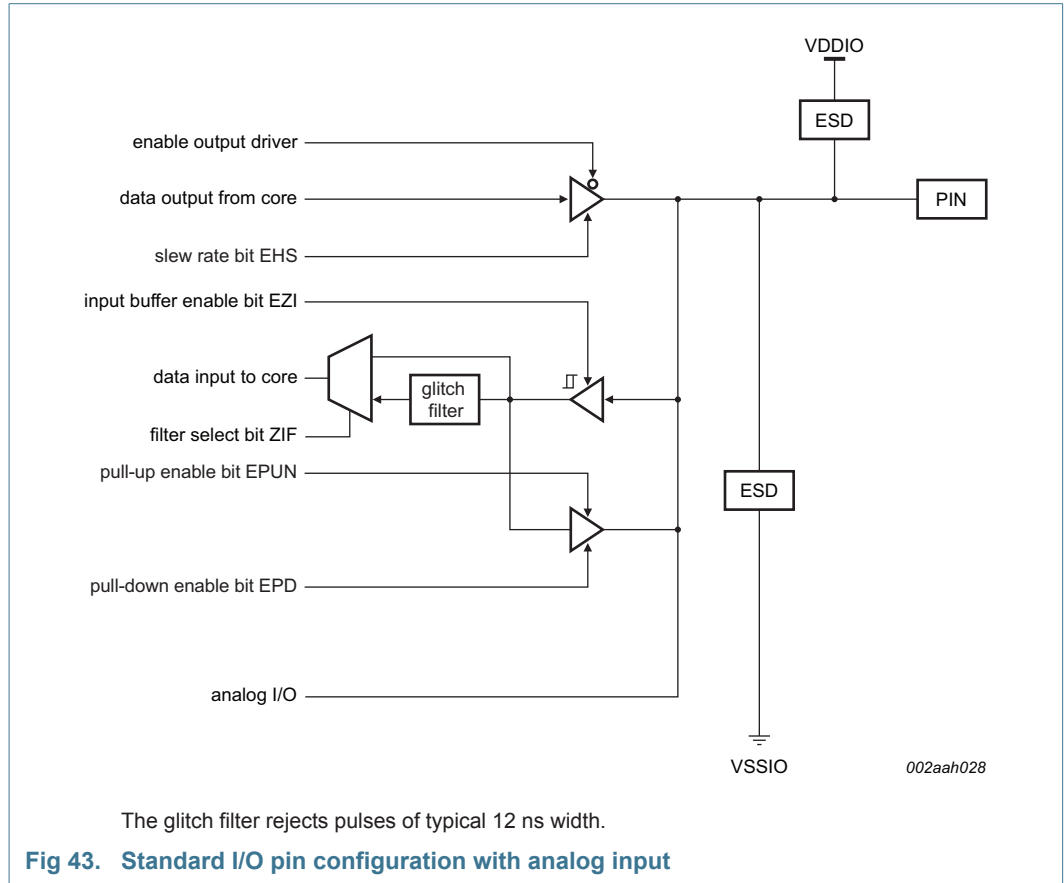 VDDIO
ESD
enable output driver
data output from core
PIN
slew rate bit EHS
input buffer enable bit EZI
data input to core
glitch
filter
filter select bit ZIF
pull-up enable bit EPUN
ESD
pull-down enable bit EPD
analog I/O
VSSIO
002aah028
The glitch filter rejects pulses of typical 12 ns width.
Fig 43. Standard I/O pin configuration with analog input